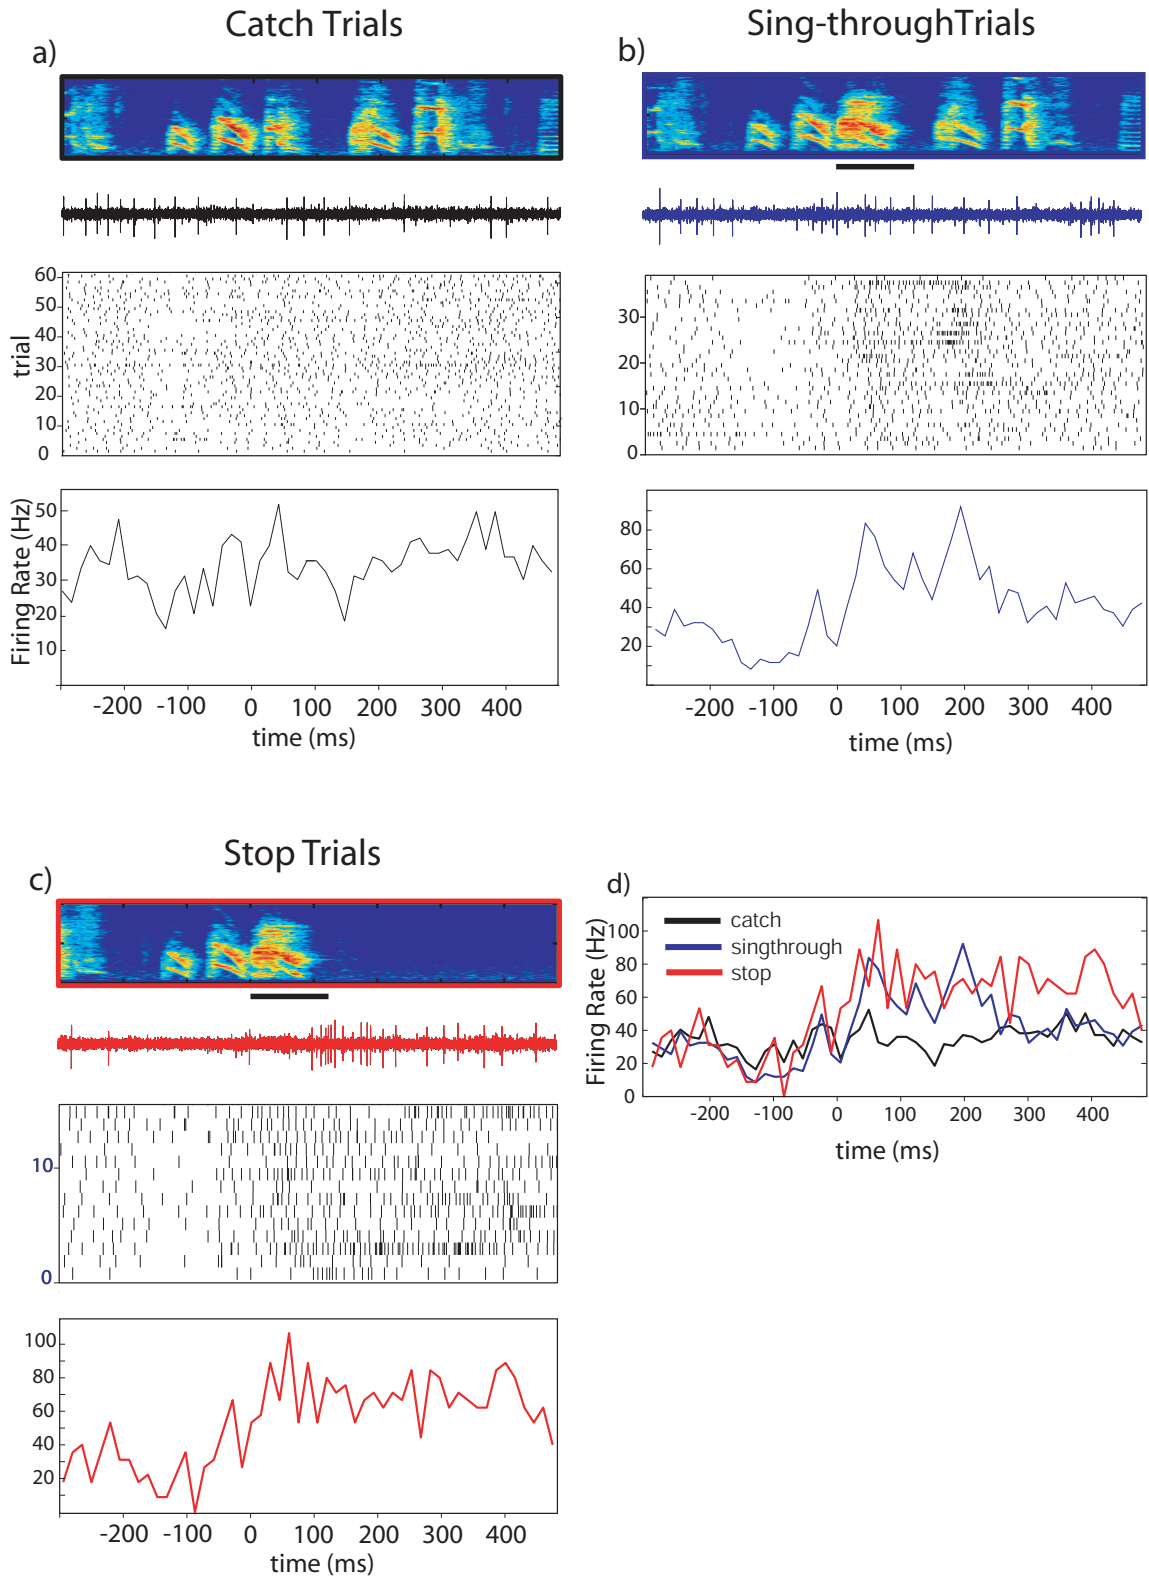 Catch Trials
a)
60
50
40
30
20
10
0
trial
50
40
30
20
10
Firing Rate (Hz)
-200 -100 0 100 200 300 400
time (ms)
Sing-throughTrials
b)
30
20
10
0
80
60
40
20
-200 -100 0 100 200 300 400
time (ms)
Stop Trials
c)
10
0
100
80
60
40
20
-200 -100 0 100 200 300 400
time (ms)
d)
catch
singthrough
stop
100
80
60
40
20
0
Firing Rate (Hz)
-200 -100 0 100 200 300 400
time (ms)